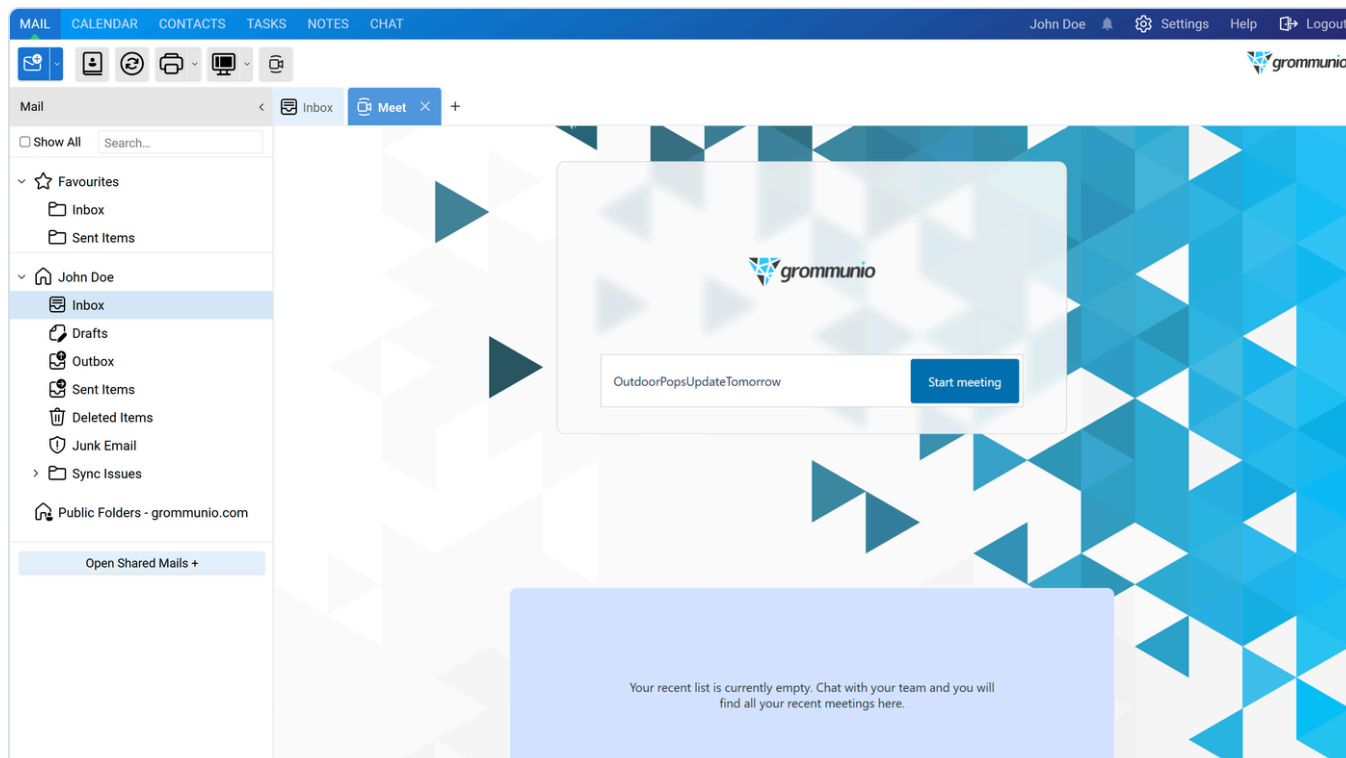 MAIL CALENDAR CONTACTS TASKS NOTES CHAT John Doe Settings Help Logout
grommunio
Mail Inbox Meet
Show All Search...
Favourites
Inbox
Sent Items
John Doe
Inbox
Drafts
Outbox
Sent Items
Deleted Items
Junk Email
Sync Issues
Public Folders - grommunio.com
Open Shared Mails +
grommunio
OutdoorPopsUpdateTomorrow Start meeting
Your recent list is currently empty. Chat with your team and you will
find all your recent meetings here.